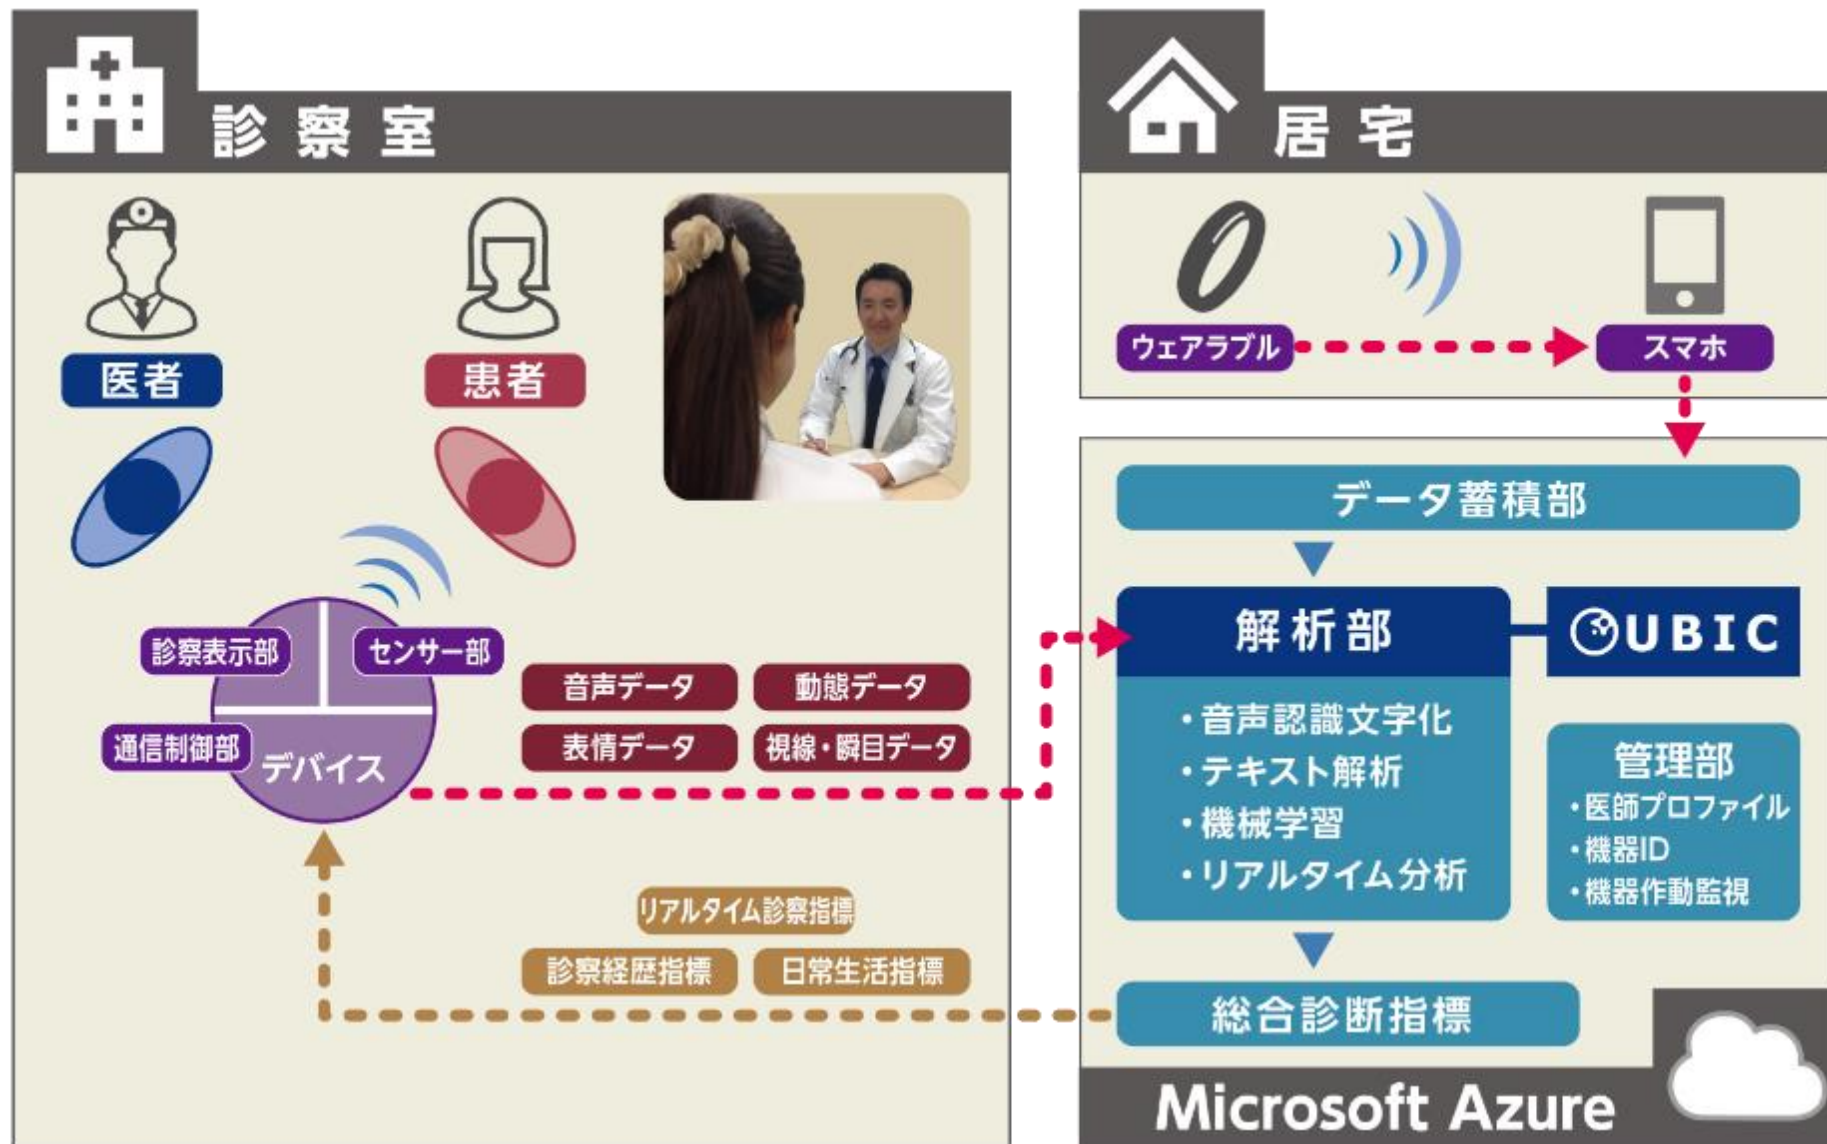 診察室
医者
患者
診察表示部
センサー部
通信制御部
デバイス
音声データ
動態データ
表情データ
視線・瞬目データ
リアルタイム診察指標
診察経歴指標
日常生活指標
居宅
ウェアラブル
スマホ
データ蓄積部
解析部
・音声認識文字化
・テキスト解析
・機械学習
・リアルタイム分析
UBIC
管理部
・医師プロファイル
・機器ID
・機器作動監視
総合診断指標
Microsoft Azure